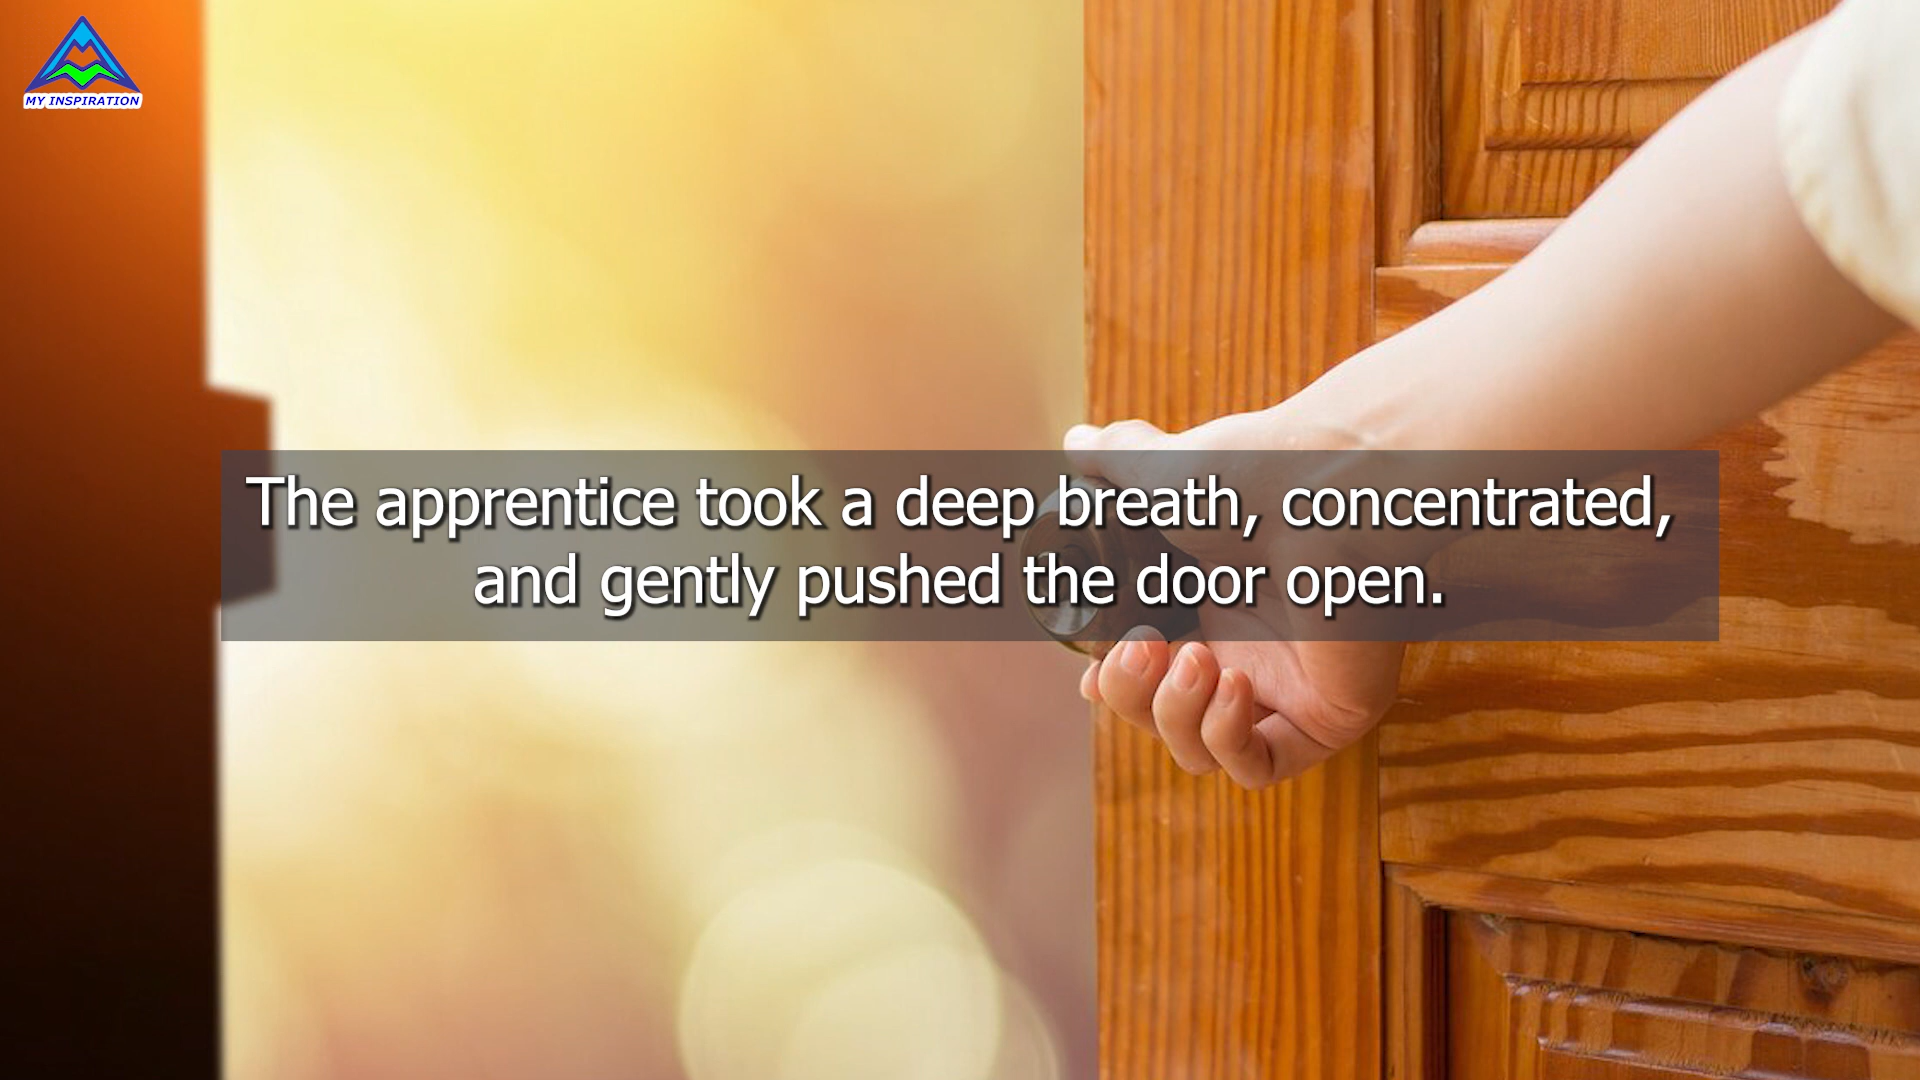 MY INSPIRATION
The apprentice took a deep breath, concentrated,
and gently pushed the door open.